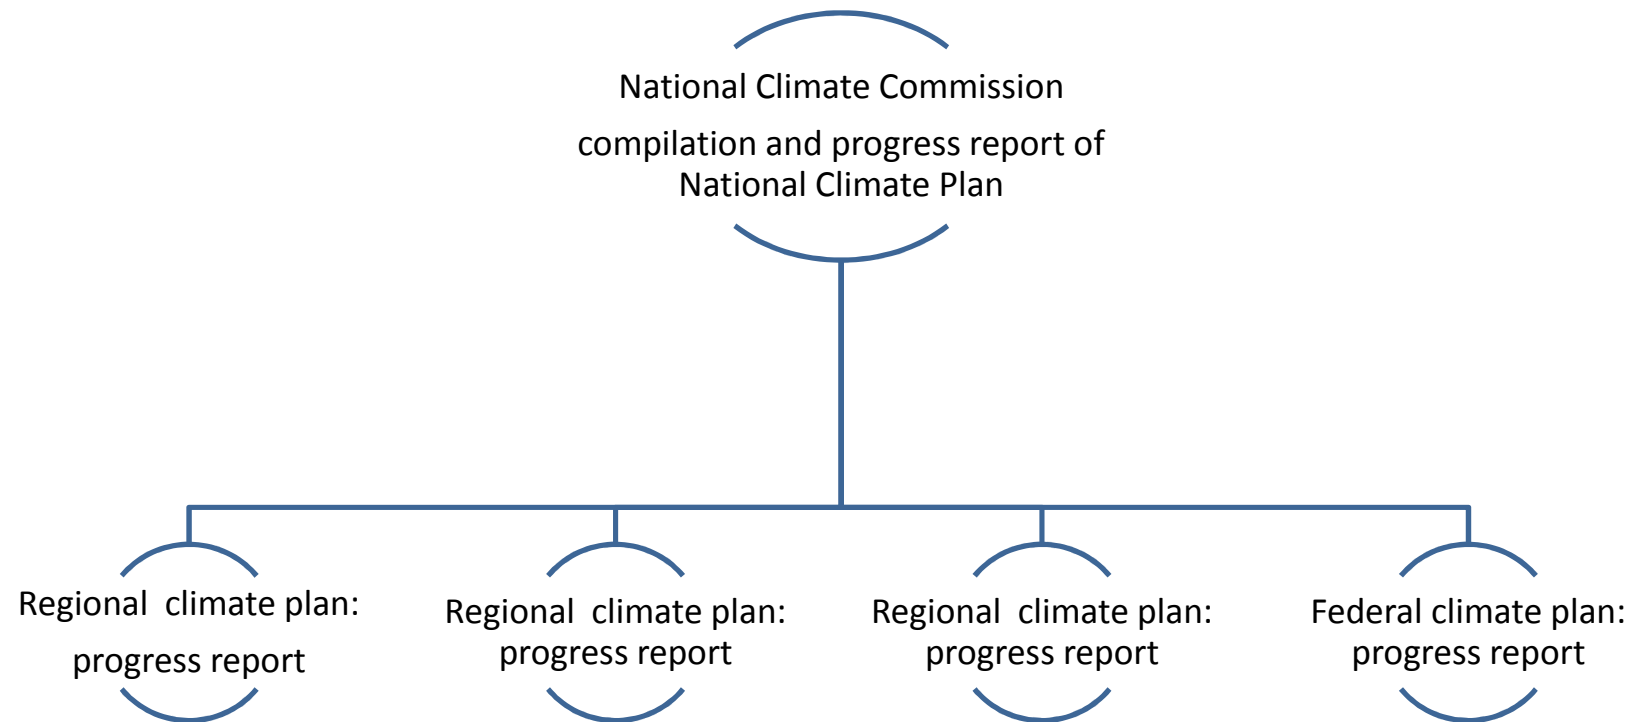 National Climate Commission
compilation and progress report of
National Climate Plan
Regional  climate plan:
progress report
Regional  climate plan:
progress report
Regional  climate plan:
progress report
Federal climate plan:
progress report